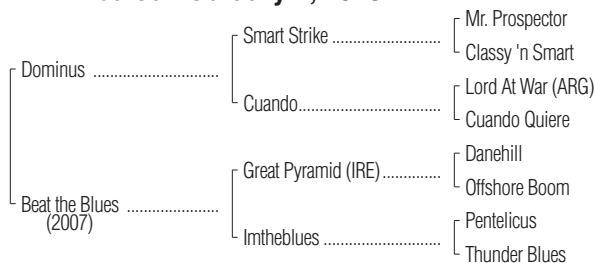 Smart Strike ........................
Mr. Prospector
Classy 'n Smart
Dominus ...........................
Cuando...............................
Lord At War (ARG)
Cuando Quiere
Great Pyramid (IRE).............
Danehill
Offshore Boom
Beat the Blues ....................
(2007)
Imtheblues ..........................
Pentelicus
Thunder Blues